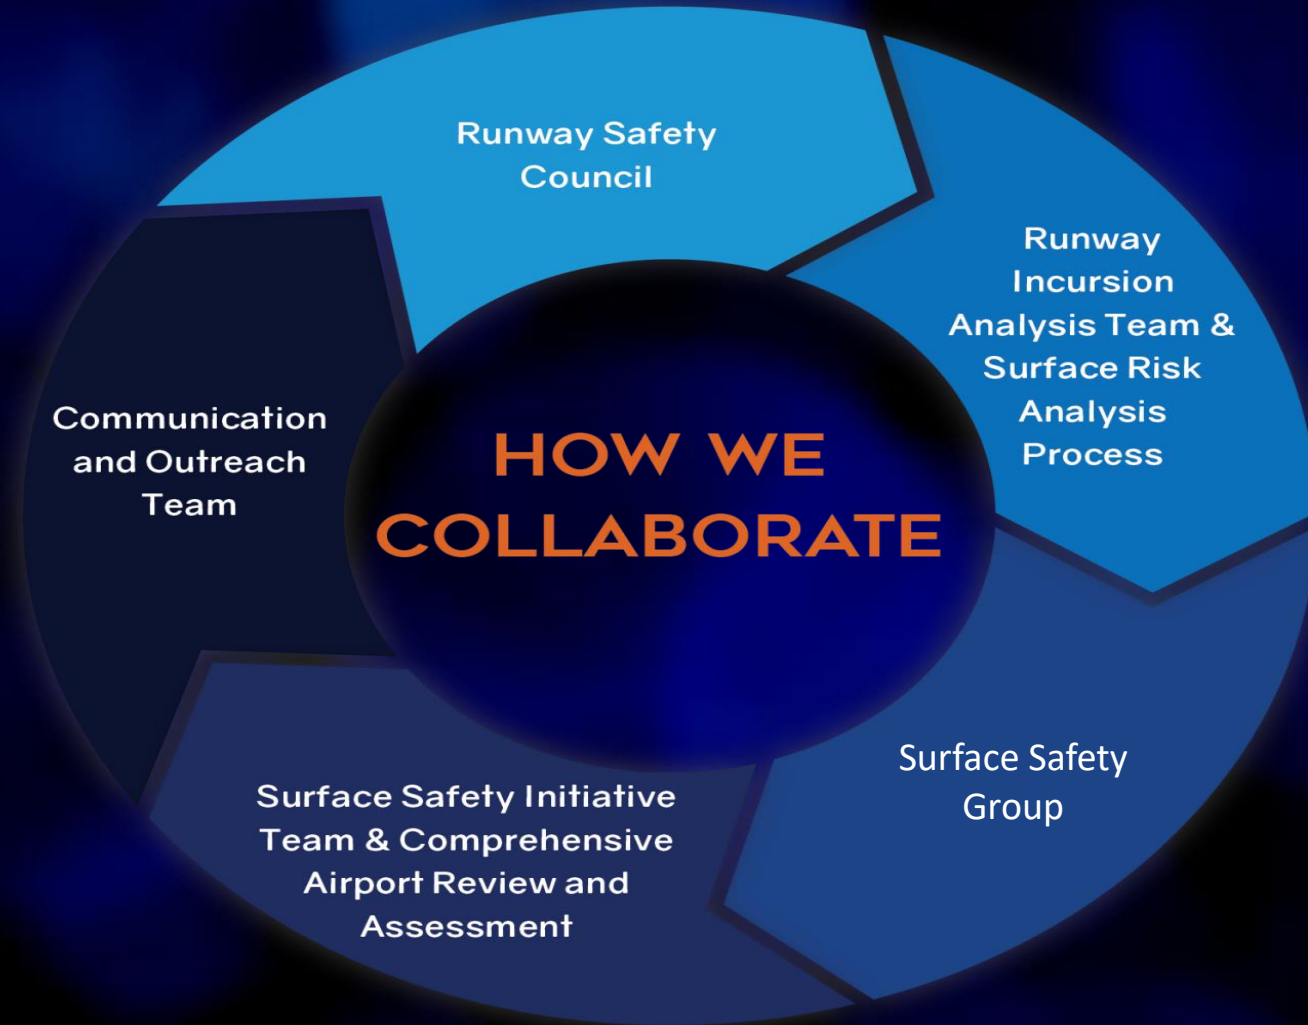 Runway Safety
Council
Runway
Incursion
Analysis Team &
Surface Risk
Analysis
Process
Surface Safety
Group
Surface Safety Initiative
Team & Comprehensive
Airport Review and
Assessment
Communication
and Outreach
Team
HOW WE
COLLABORATE